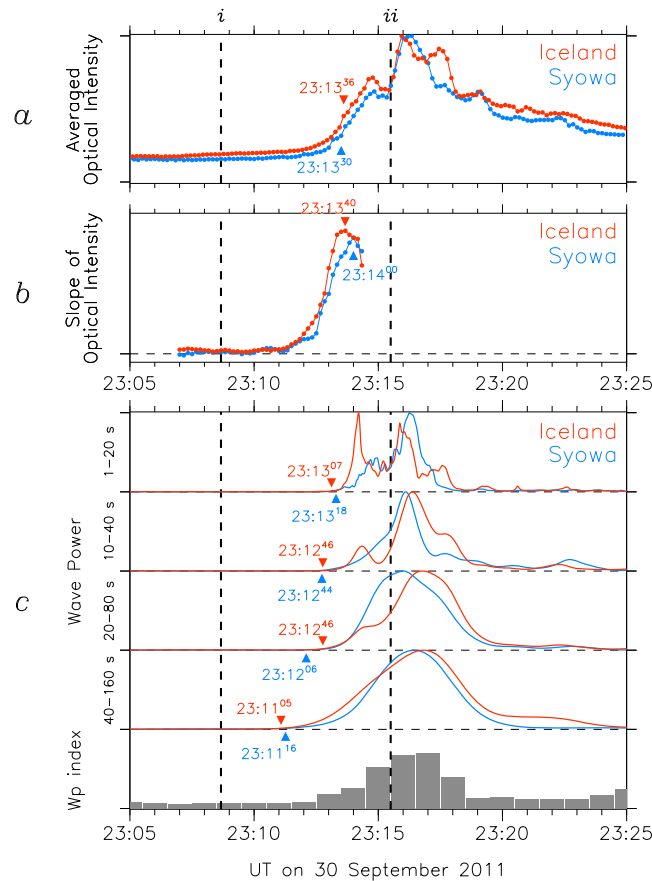 i ii
a
Averaged
Optical Intensity
Iceland
Syowa
23:13³⁶
23:13³⁰
b
Slope of
Optical Intensity
23:13⁴⁰
Iceland
Syowa
23:14⁰⁰
23:05 23:10 23:15 23:20 23:25
c
Wave Power
1–20 s
Iceland
Syowa
23:13⁰⁷
23:13¹⁸
10–40 s
23:12⁴⁶
23:12⁴⁴
20–80 s
23:12⁴⁶
23:12⁰⁶
40–160 s
23:11⁰⁵
23:11¹⁶
Wp index
23:05 23:10 23:15 23:20 23:25
UT on 30 September 2011